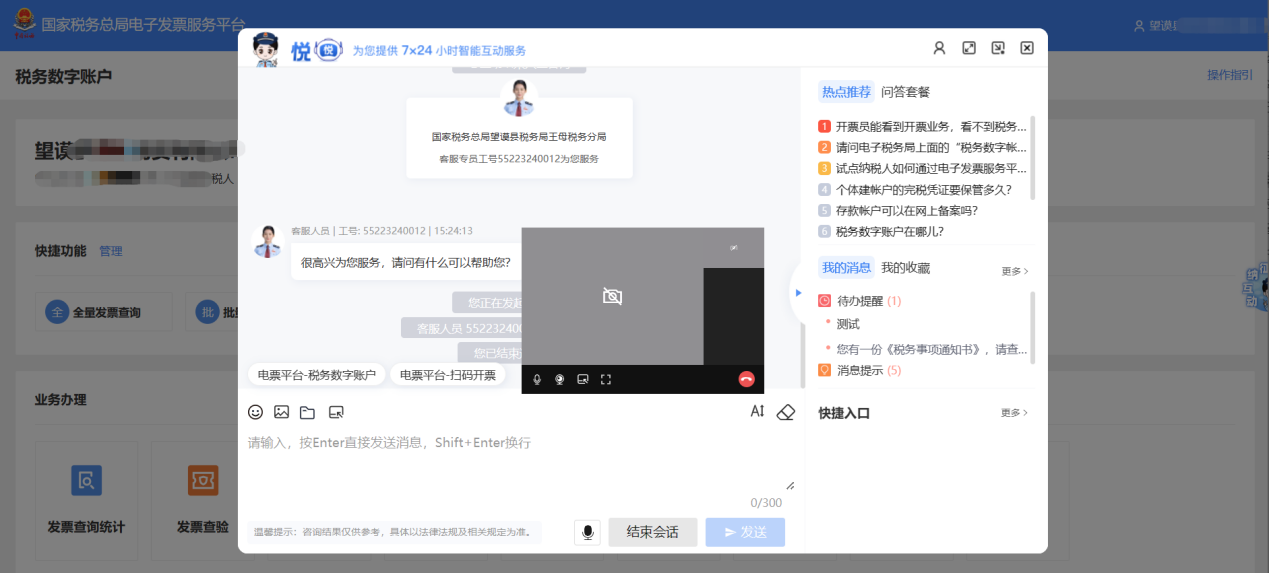 国家税务总局电子发票服务平台
望谟县
税务数字账户
操作指引
望谟
税人
快捷功能 管理
全 全量发票查询
批 批
业务办理
发票查询统计
发票查验
悦 悦 为您提供 7×24 小时智能互动服务
国家税务总局望谟县税务局王母税务分局
客服专员工号55223240012为您服务
客服人员 | 工号: 55223240012 | 15:24:13
很高兴为您服务，请问有什么可以帮助您？
您正在发起
客服人员 55223240
您已结束
电票平台-税务数字账户 电票平台-扫码开票
请输入，按Enter直接发送消息，Shift+Enter换行
0/300
温馨提示：咨询结果仅供参考，具体以法律法规及相关规定为准。
结束会话
发送
热点推荐 问答套餐
1 开票员能看到开票业务，看不到税务...
2 请问电子税务局上面的“税务数字帐...
3 试点纳税人如何通过电子发票服务平...
4 个体建帐户的完税凭证要保管多久？
5 存款帐户可以在网上备案吗？
6 税务数字账户在哪儿？
我的消息 我的收藏 更多 >
待办提醒 (1)
* 测试
* 您有一份《税务事项通知书》，请查...
消息提示 (5)
快捷入口 更多 >
互动